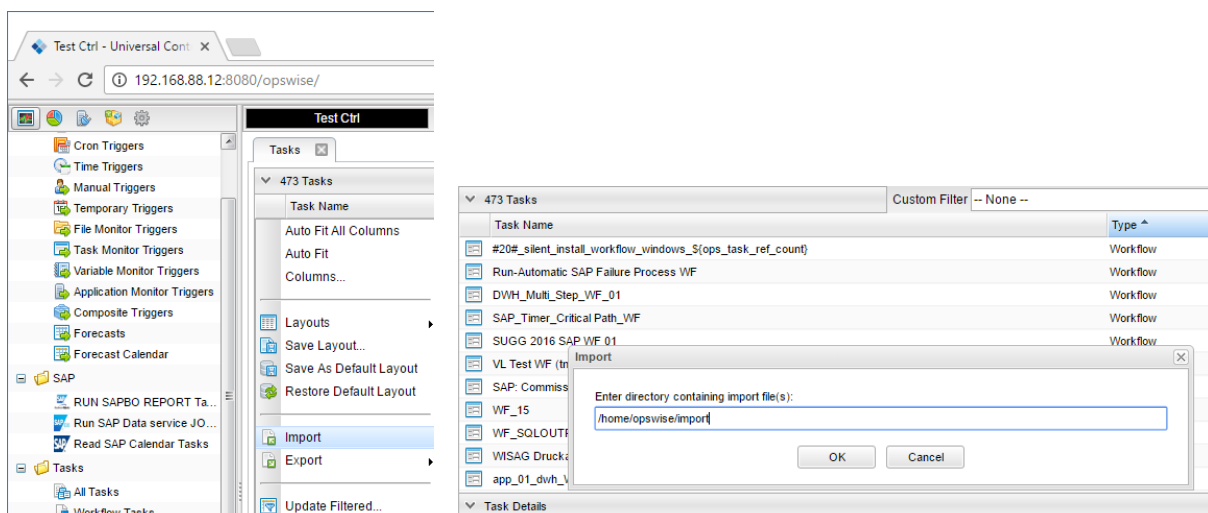 Test Ctrl - Universal Cont
192.168.88.12:8080/opswise/
Test Ctrl
Cron Triggers
Time Triggers
Manual Triggers
Temporary Triggers
File Monitor Triggers
Task Monitor Triggers
Variable Monitor Triggers
Application Monitor Triggers
Composite Triggers
Forecasts
Forecast Calendar
SAP
RUN SAPBO REPORT Ta...
Run SAP Data service JO...
Read SAP Calendar Tasks
Tasks
All Tasks
Workflow Tasks
Tasks
473 Tasks
Task Name
Auto Fit All Columns
Auto Fit
Columns...
Layouts
Save Layout...
Save As Default Layout
Restore Default Layout
Import
Export
Update Filtered...
473 Tasks
Custom Filter -- None --
Task Name Type
#20#_silent_install_workflow_windows_${ops_task_ref_count} Workflow
Run-Automatic SAP Failure Process WF Workflow
DWH_Multi_Step_WF_01 Workflow
SAP_Timer_Critical Path_WF Workflow
SUGG 2016 SAP WF 01 Workflow
VL Test WF (tn
SAP: Commiss
WF_15
WF_SQLOUTF
WISAG Drucka
app_01_dwh_V
Import
Enter directory containing import file(s):
/home/opswise/import
OK Cancel
Task Details